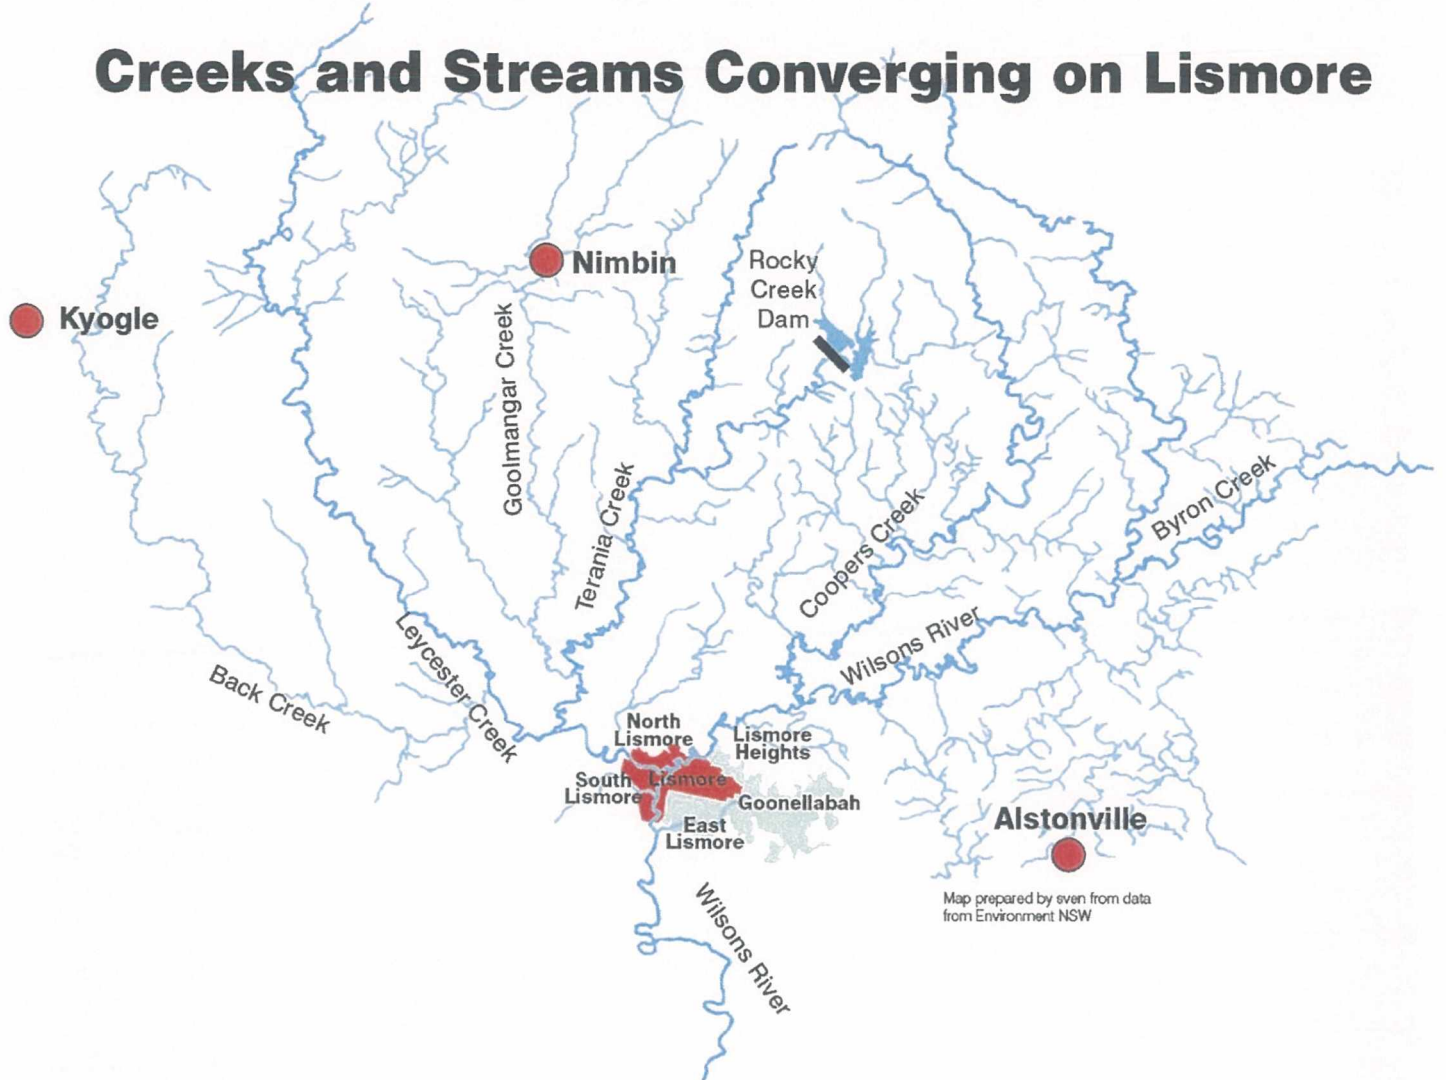 Creeks and Streams Converging on Lismore
Nimbin
Rocky
Creek
Dam
Kyogle
Goolmangar Creek
Terania Creek
Coopers Creek
Byron Creek
Wilsons River
Leycester Creek
Back Creek
North
Lismore
Lismore
Heights
South
Lismore
Lismore
Goonellabah
East
Lismore
Alstonville
Map prepared by sven from data
from Environment NSW
Wilsons River